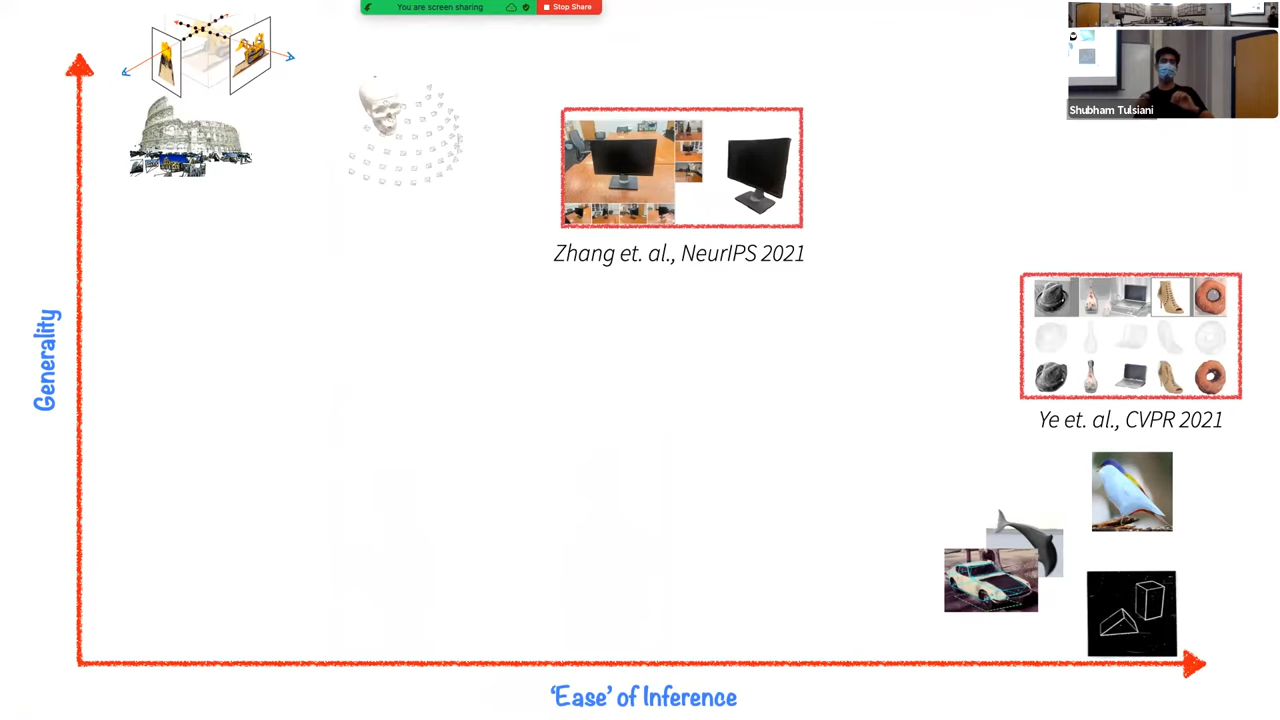 You are screen sharing
Stop Share
Shubham Tulsiani
Zhang et. al., NeurIPS 2021
Generality
Ye et. al., CVPR 2021
‘Ease’ of Inference